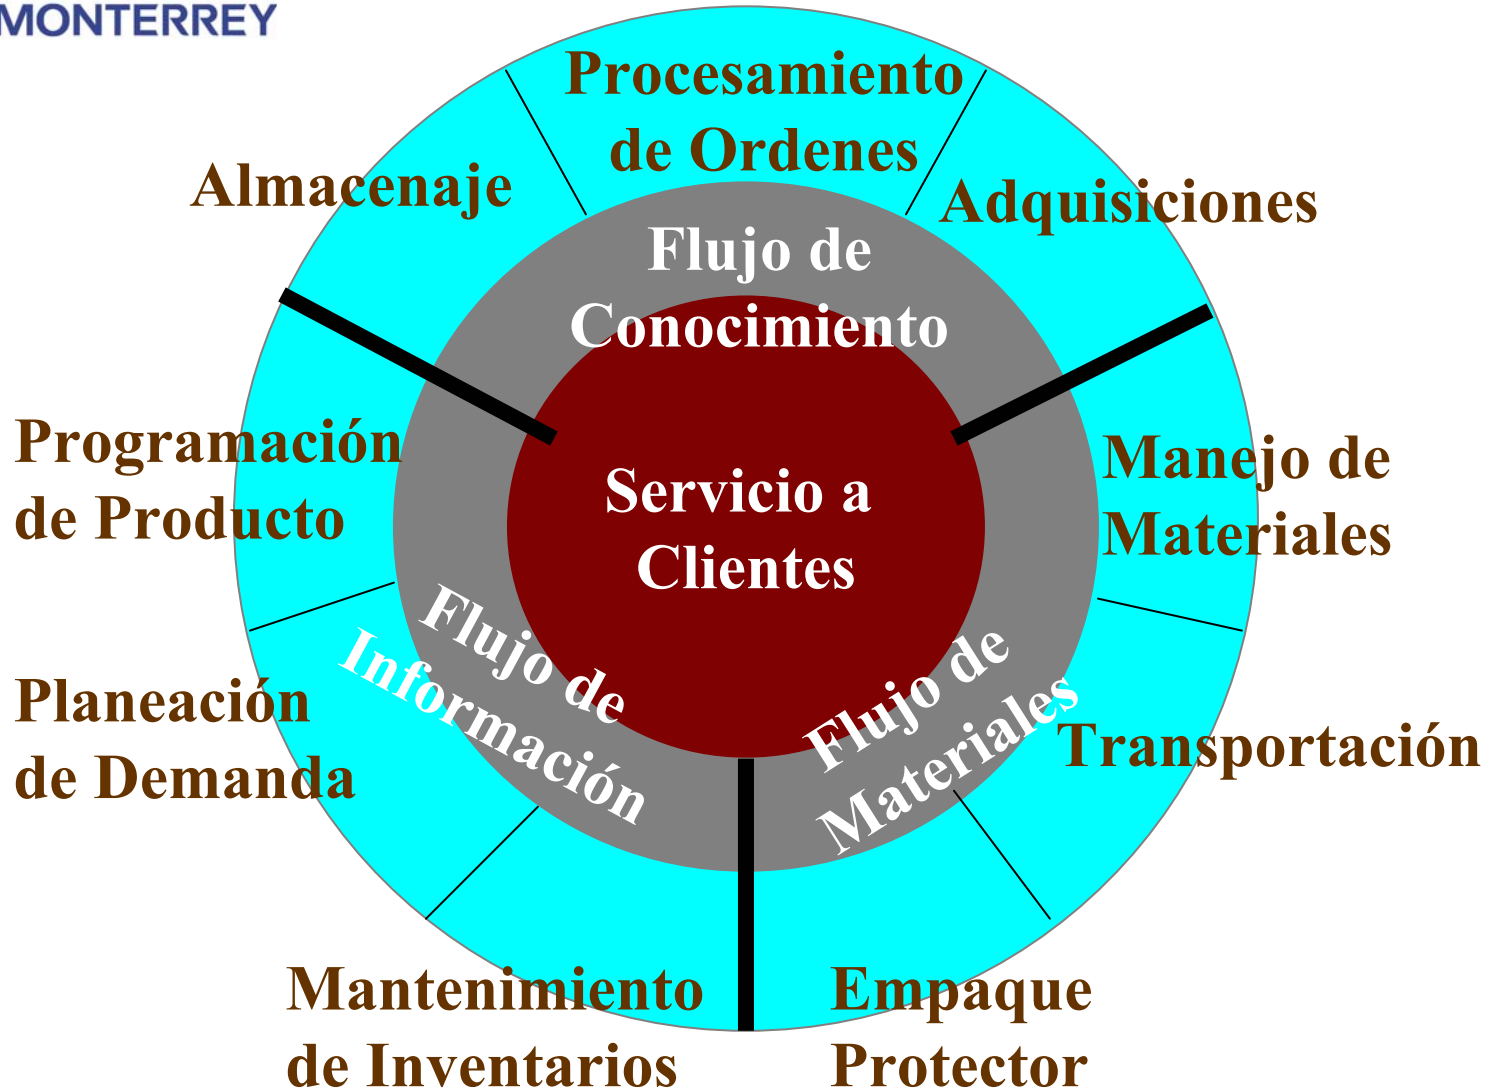 MONTERREY
Procesamiento
de Ordenes
Almacenaje
Adquisiciones
Flujo de
Conocimiento
Programación
de Producto
Manejo de
Materiales
Servicio a
Clientes
Flujo de
Información
Flujo de
Materiales
Planeación
de Demanda
Transportación
Mantenimiento
de Inventarios
Empaque
Protector